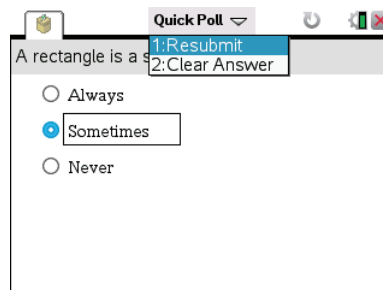 Quick Poll
1:Resubmit
2:Clear Answer
A rectangle is a s
Always
Sometimes
Never